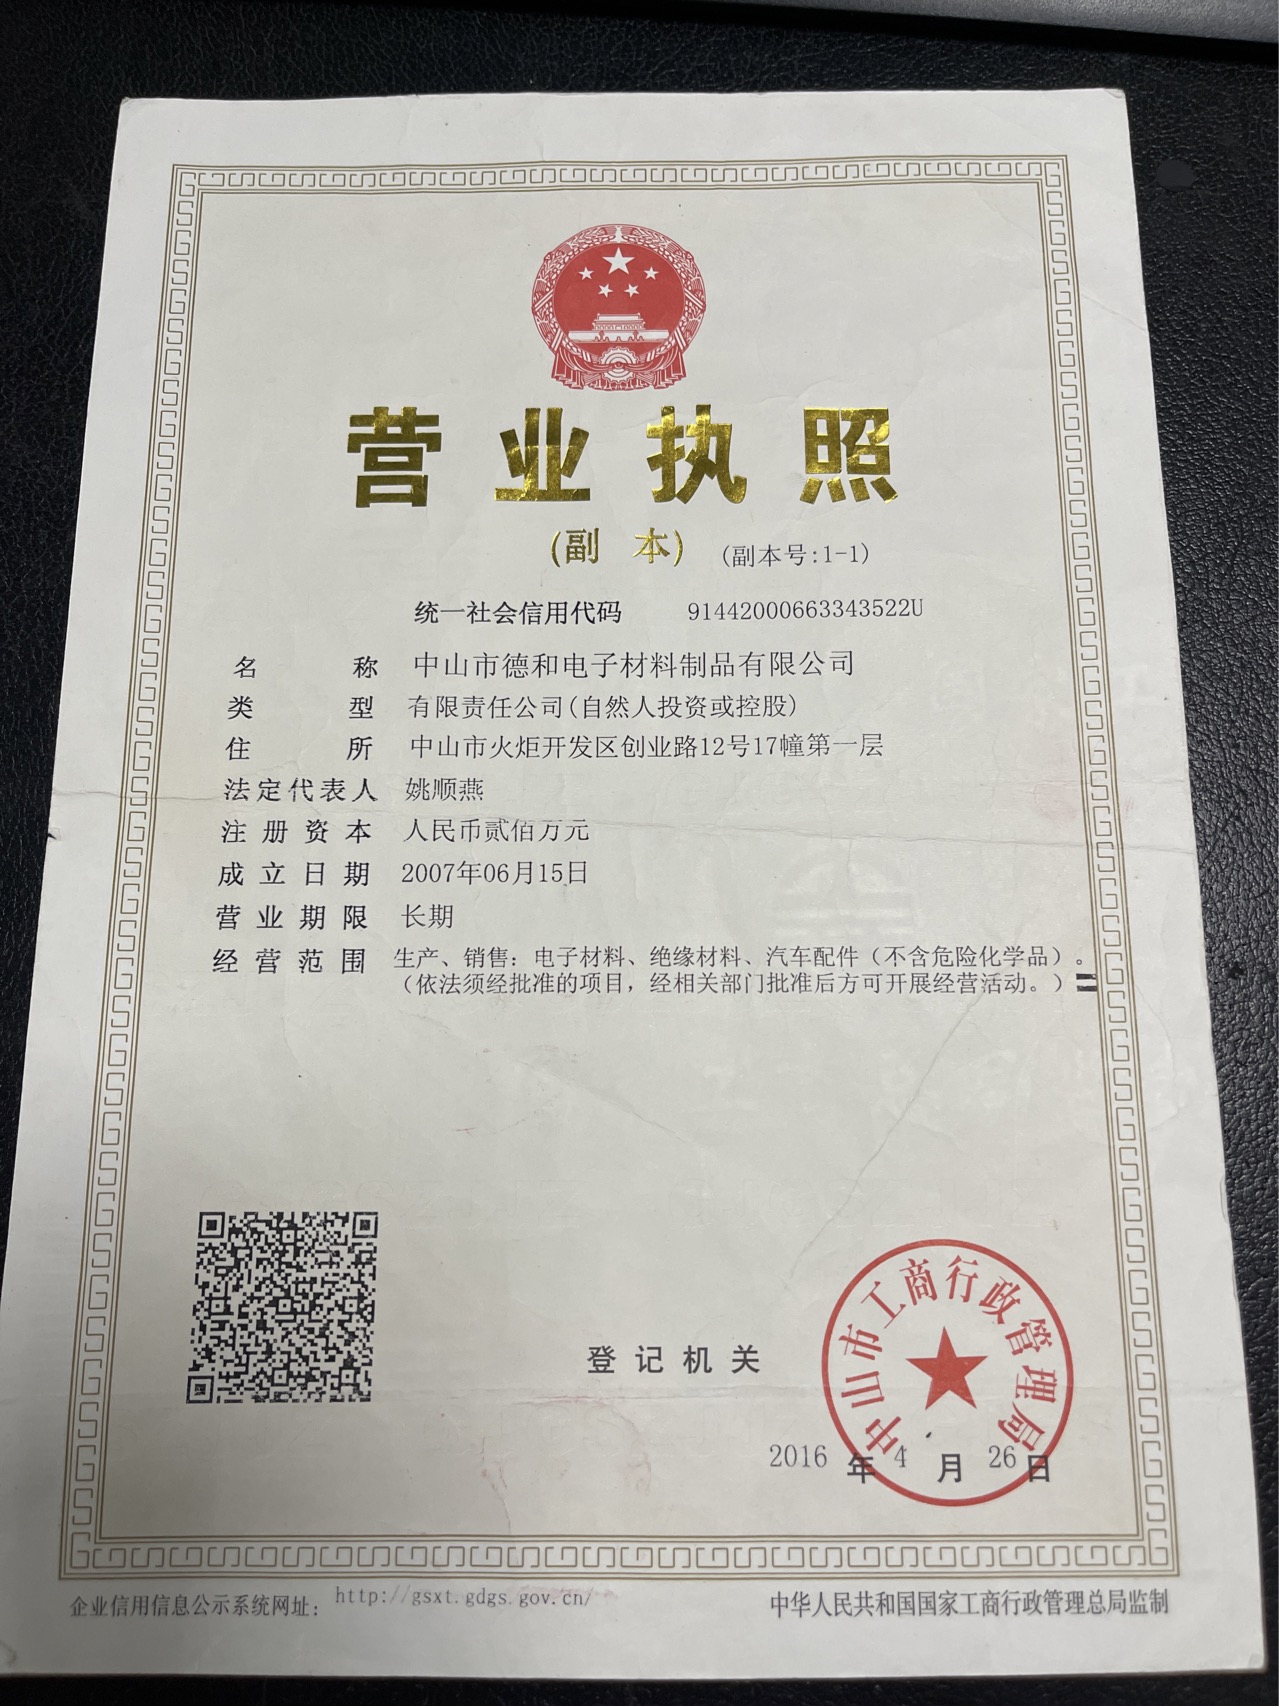 营业执照
(副 本) (副本号:1-1)
统一社会信用代码 91442000663343522U
名称 中山市德和电子材料制品有限公司
类型 有限责任公司(自然人投资或控股)
住所 中山市火炬开发区创业路12号17幢第一层
法定代表人 姚顺燕
注册资本 人民币贰佰万元
成立日期 2007年06月15日
营业期限 长期
经营范围 生产、销售：电子材料、绝缘材料、汽车配件（不含危险化学品）。
（依法须经批准的项目，经相关部门批准后方可开展经营活动。）
登记机关
中山市工商行政管理局
2016 年 4 月 26 日
企业信用信息公示系统网址： http://gsxt.gdgs.gov.cn/
中华人民共和国国家工商行政管理总局监制